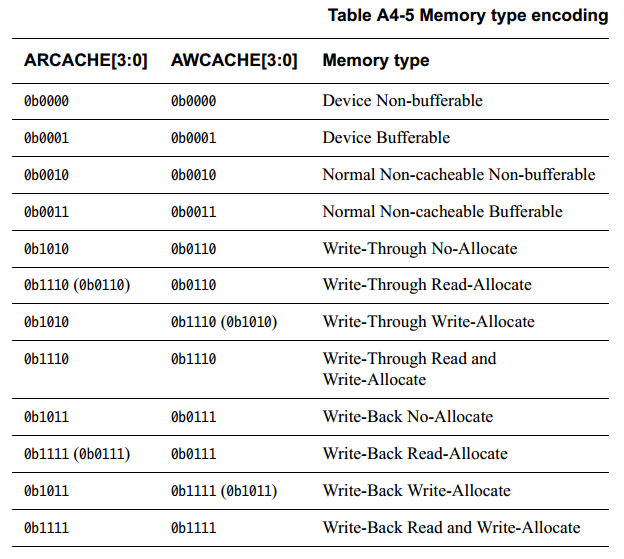 Table A4-5 Memory type encoding
ARCACHE[3:0] AWCACHE[3:0] Memory type
0b0000 0b0000 Device Non-bufferable
0b0001 0b0001 Device Bufferable
0b0010 0b0010 Normal Non-cacheable Non-bufferable
0b0011 0b0011 Normal Non-cacheable Bufferable
0b1010 0b0110 Write-Through No-Allocate
0b1110 (0b0110) 0b0110 Write-Through Read-Allocate
0b1010 0b1110 (0b1010) Write-Through Write-Allocate
0b1110 0b1110 Write-Through Read and
Write-Allocate
0b1011 0b0111 Write-Back No-Allocate
0b1111 (0b0111) 0b0111 Write-Back Read-Allocate
0b1011 0b1111 (0b1011) Write-Back Write-Allocate
0b1111 0b1111 Write-Back Read and Write-Allocate